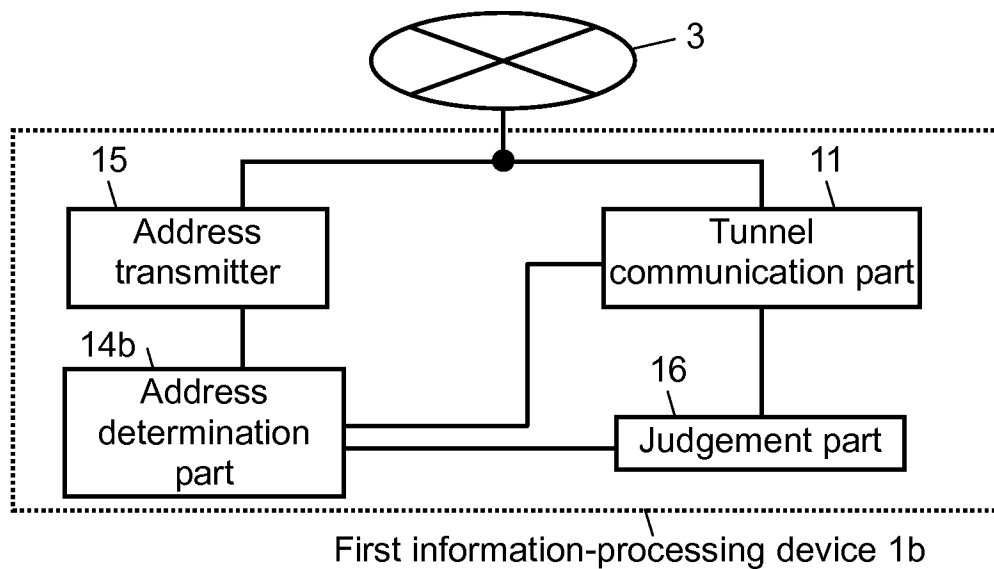 3
15
11
Address
transmitter
Tunnel
communication part
14b
16
Address
determination
part
Judgement part
First information-processing device 1b